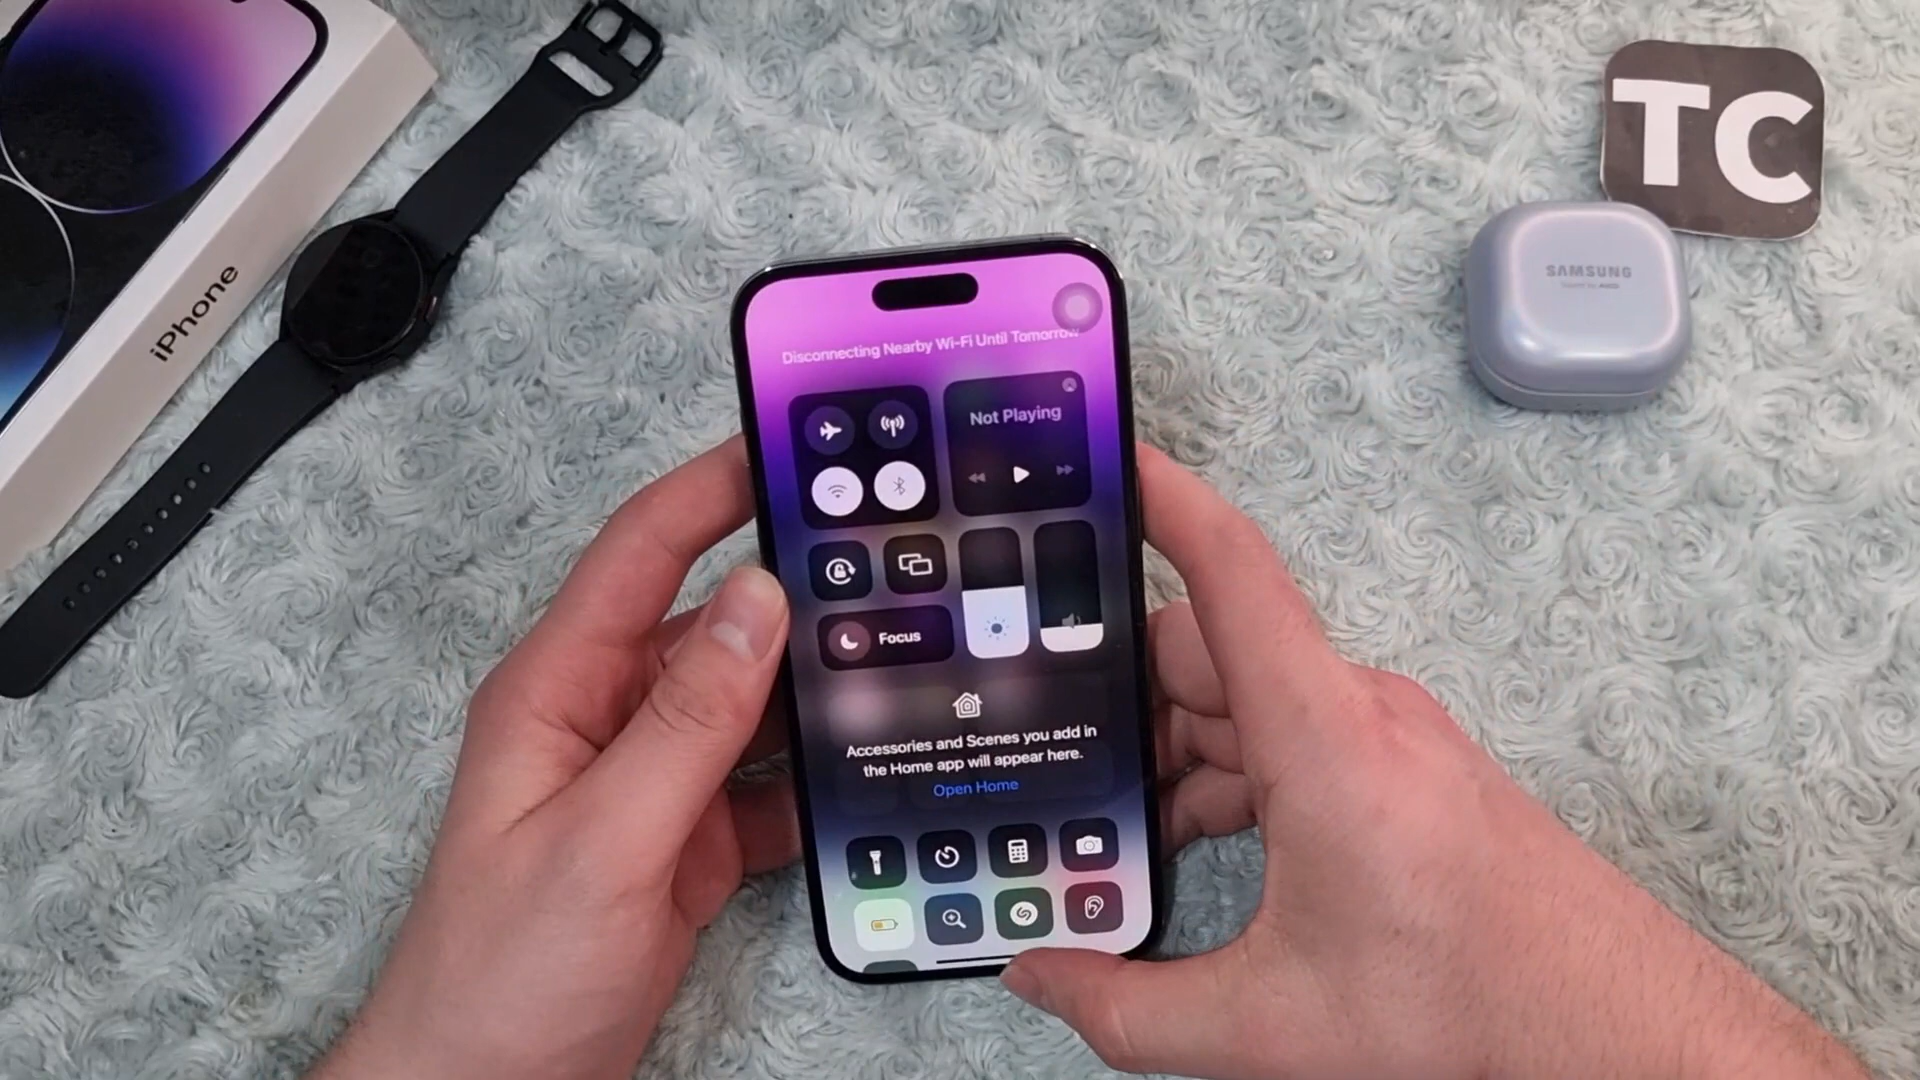 iPhone
TC
SAMSUNG
Disconnecting Nearby Wi-Fi Until Tomorrow
Not Playing
Focus
Accessories and Scenes you add in
the Home app will appear here.
Open Home